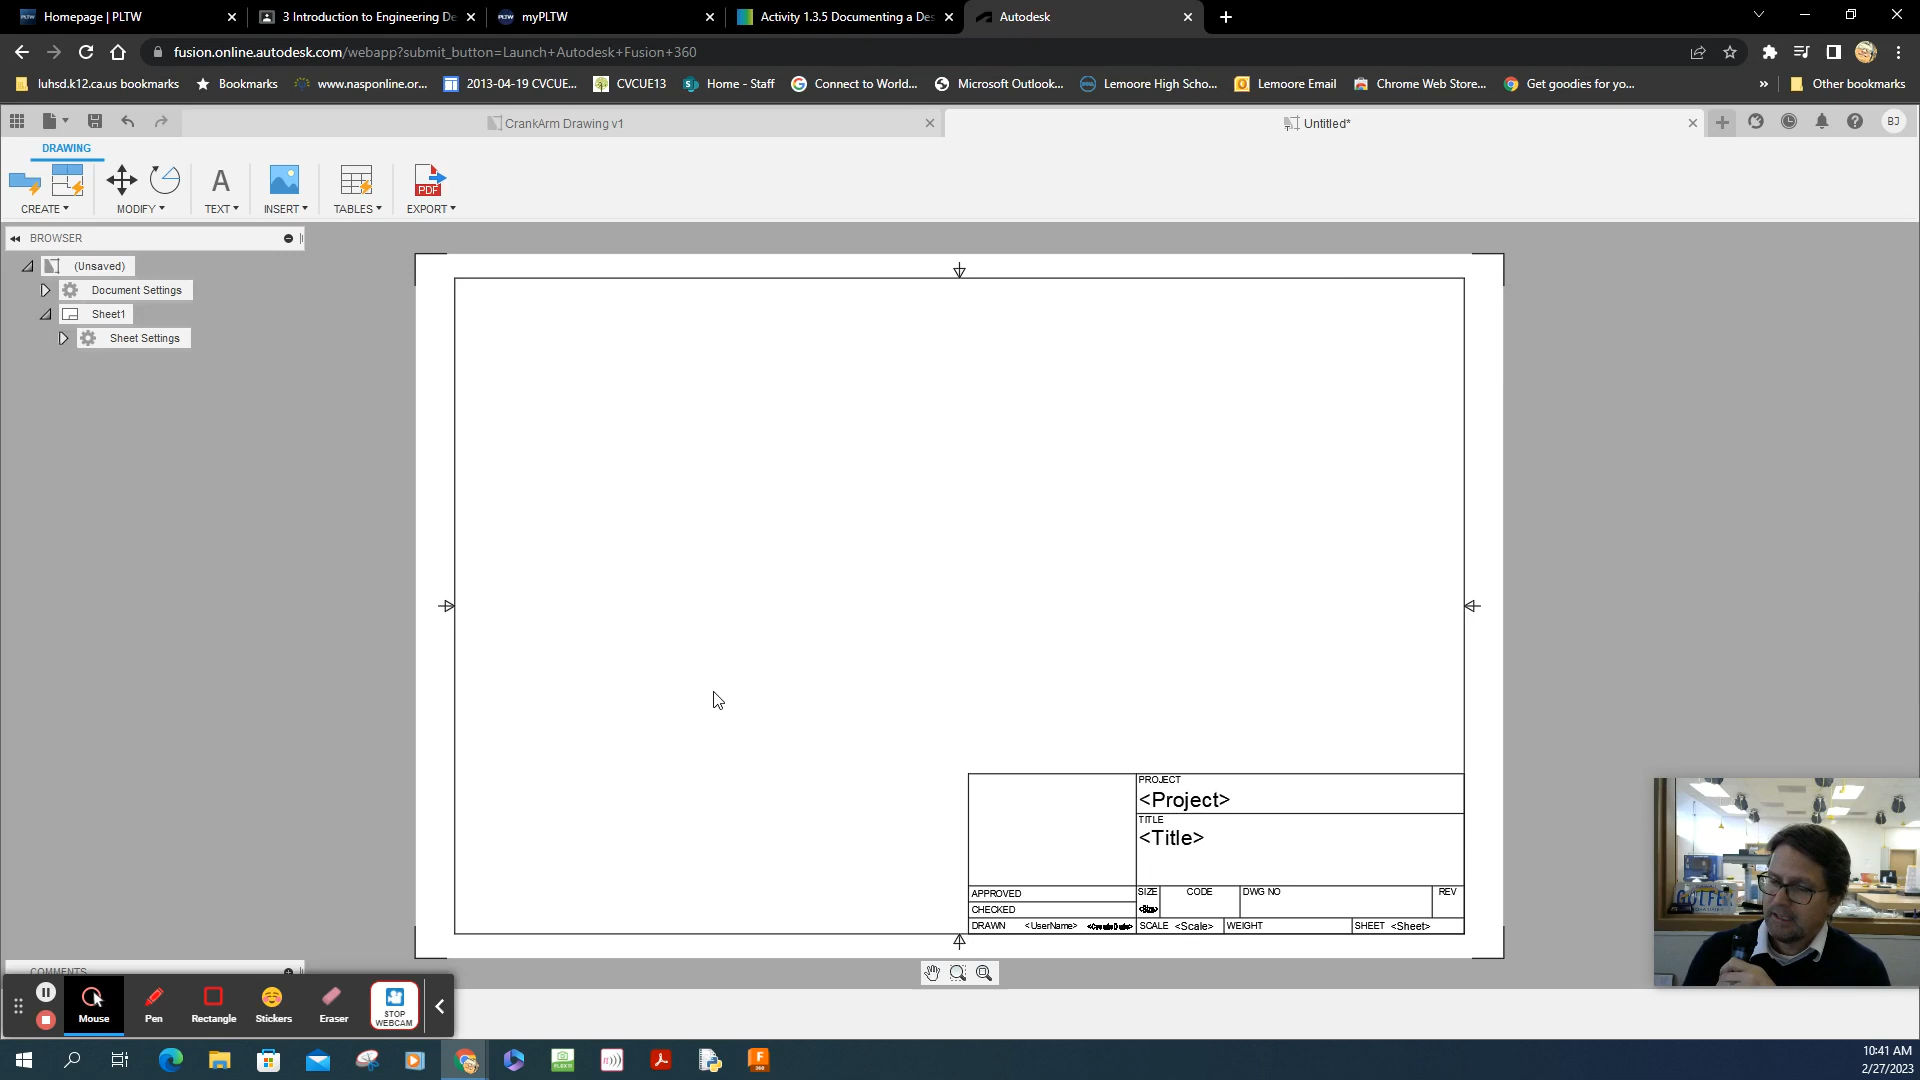 Homepage | PLTW
3 Introduction to Engineering De
myPLTW
Activity 1.3.5 Documenting a Des
Autodesk
fusion.online.autodesk.com/webapp?submit_button=Launch+Autodesk+Fusion+360
luhsd.k12.ca.us bookmarks
Bookmarks
www.nasponline.or...
2013-04-19 CVCUE...
CVCUE13
Home - Staff
Connect to World...
Microsoft Outlook...
Lemoore High Scho...
Lemoore Email
Chrome Web Store...
Get goodies for yo...
»
Other bookmarks
CrankArm Drawing v1
Untitled*
BJ
DRAWING
A
PDF
CREATE
MODIFY
TEXT
INSERT
TABLES
EXPORT
BROWSER
(Unsaved)
Document Settings
Sheet1
Sheet Settings
PROJECT
<Project>
TITLE
<Title>
APPROVED
SIZE
CODE
DWG NO
REV
CHECKED
<Size>
DRAWN
<UserName>
SCALE <Scale>
WEIGHT
SHEET <Sheet>
COMMENTS
Mouse
Pen
Rectangle
Stickers
Eraser
STOP
WEBCAM
GOLFER
10:41 AM
2/27/2023